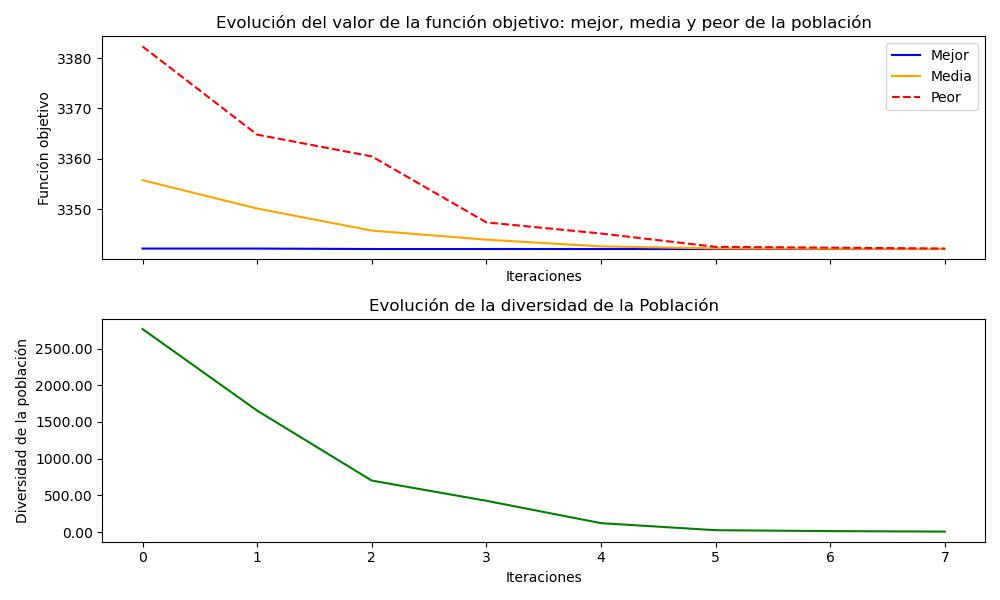 Evolución del valor de la función objetivo: mejor, media y peor de la población
Función objetivo
3380
3370
3360
3350
Mejor
Media
Peor
Iteraciones
Evolución de la diversidad de la Población
Diversidad de la población
2500.00
2000.00
1500.00
1000.00
500.00
0.00
0 1 2 3 4 5 6 7
Iteraciones